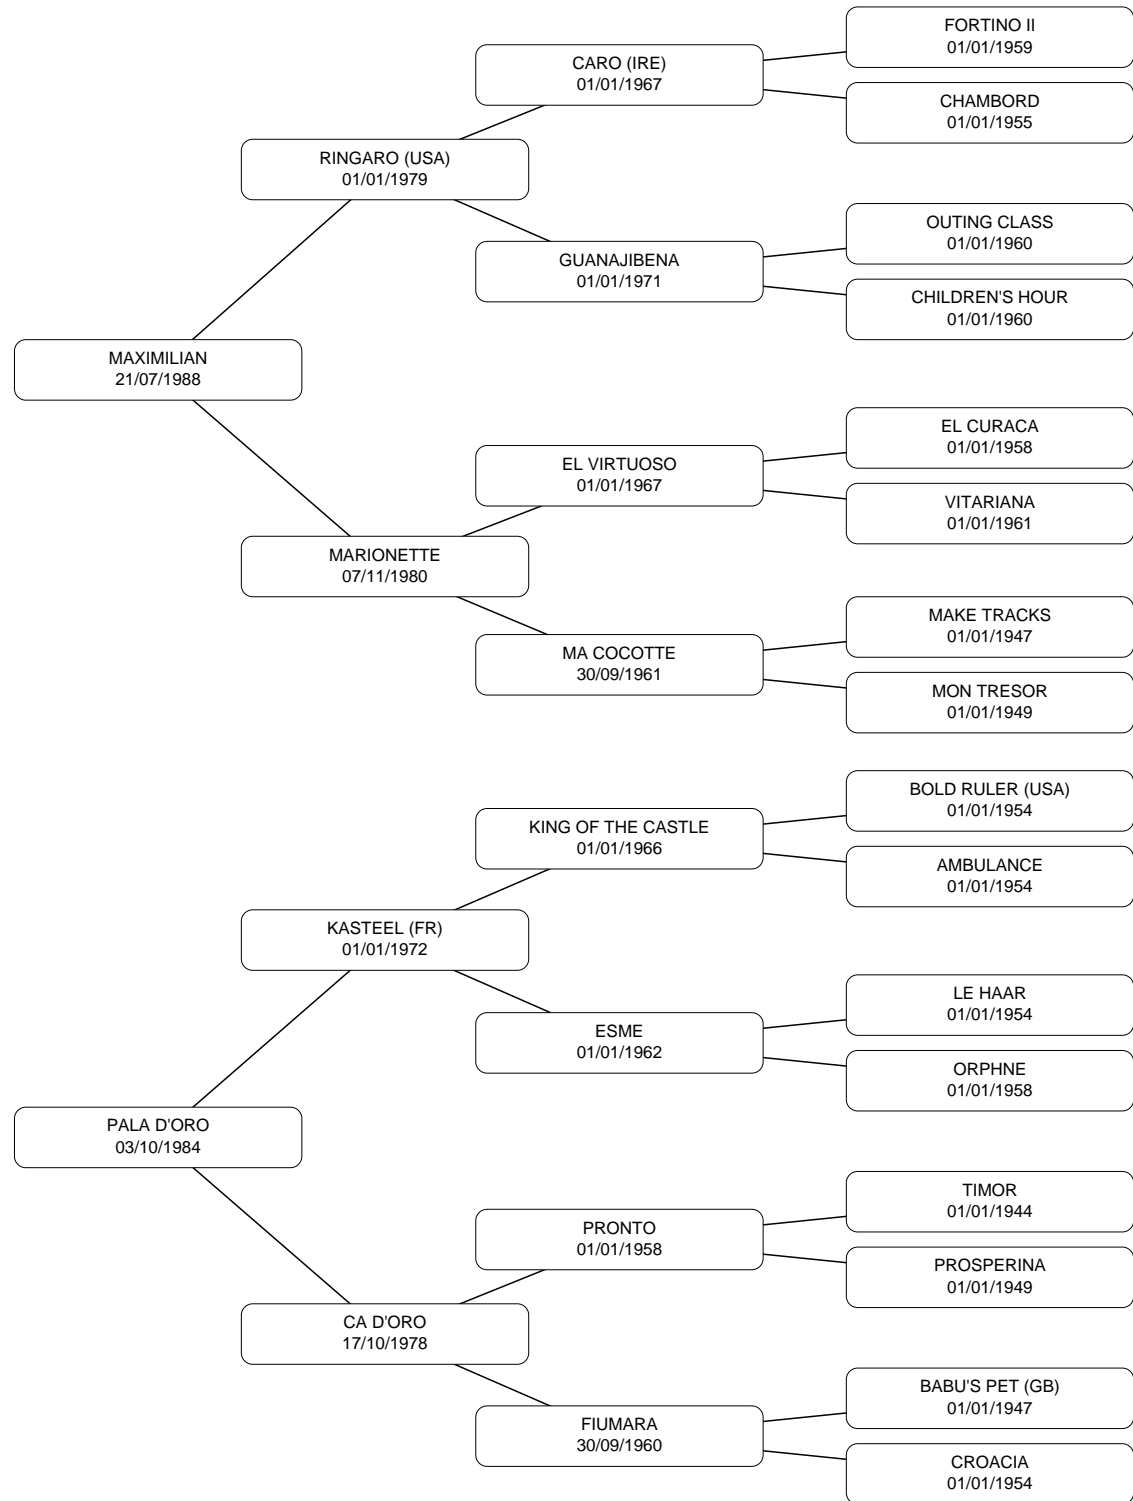 FORTINO II
01/01/1959
CARO (IRE)
01/01/1967
CHAMBORD
01/01/1955
RINGARO (USA)
01/01/1979
OUTING CLASS
01/01/1960
GUANAJIBENA
01/01/1971
CHILDREN'S HOUR
01/01/1960
MAXIMILIAN
21/07/1988
EL CURACA
01/01/1958
EL VIRTUOSO
01/01/1967
VITARIANA
01/01/1961
MARIONETTE
07/11/1980
MAKE TRACKS
01/01/1947
MA COCOTTE
30/09/1961
MON TRESOR
01/01/1949
BOLD RULER (USA)
01/01/1954
KING OF THE CASTLE
01/01/1966
AMBULANCE
01/01/1954
KASTEEL (FR)
01/01/1972
LE HAAR
01/01/1954
ESME
01/01/1962
ORPHNE
01/01/1958
PALA D'ORO
03/10/1984
TIMOR
01/01/1944
PRONTO
01/01/1958
PROSPERINA
01/01/1949
CA D'ORO
17/10/1978
BABU'S PET (GB)
01/01/1947
FIUMARA
30/09/1960
CROACIA
01/01/1954